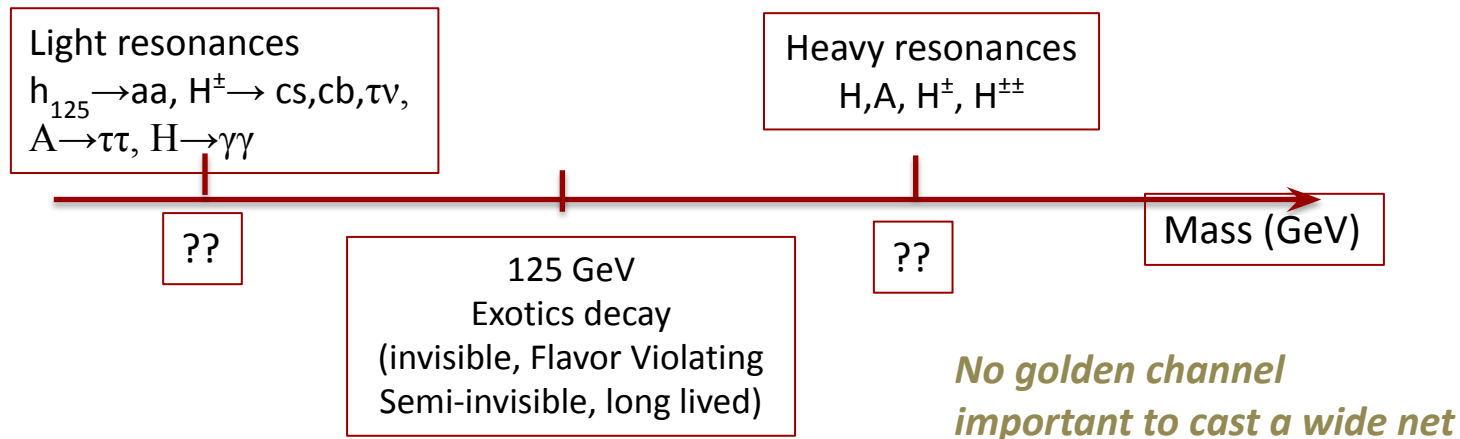 Light resonances
h₁₂₅→aa, H^±→ cs,cb,τν,
A→ττ, H→γγ
Heavy resonances
H,A, H^±, H^±±
??
125 GeV
Exotics decay
(invisible, Flavor Violating
Semi-invisible, long lived)
??
Mass (GeV)
No golden channel
important to cast a wide net